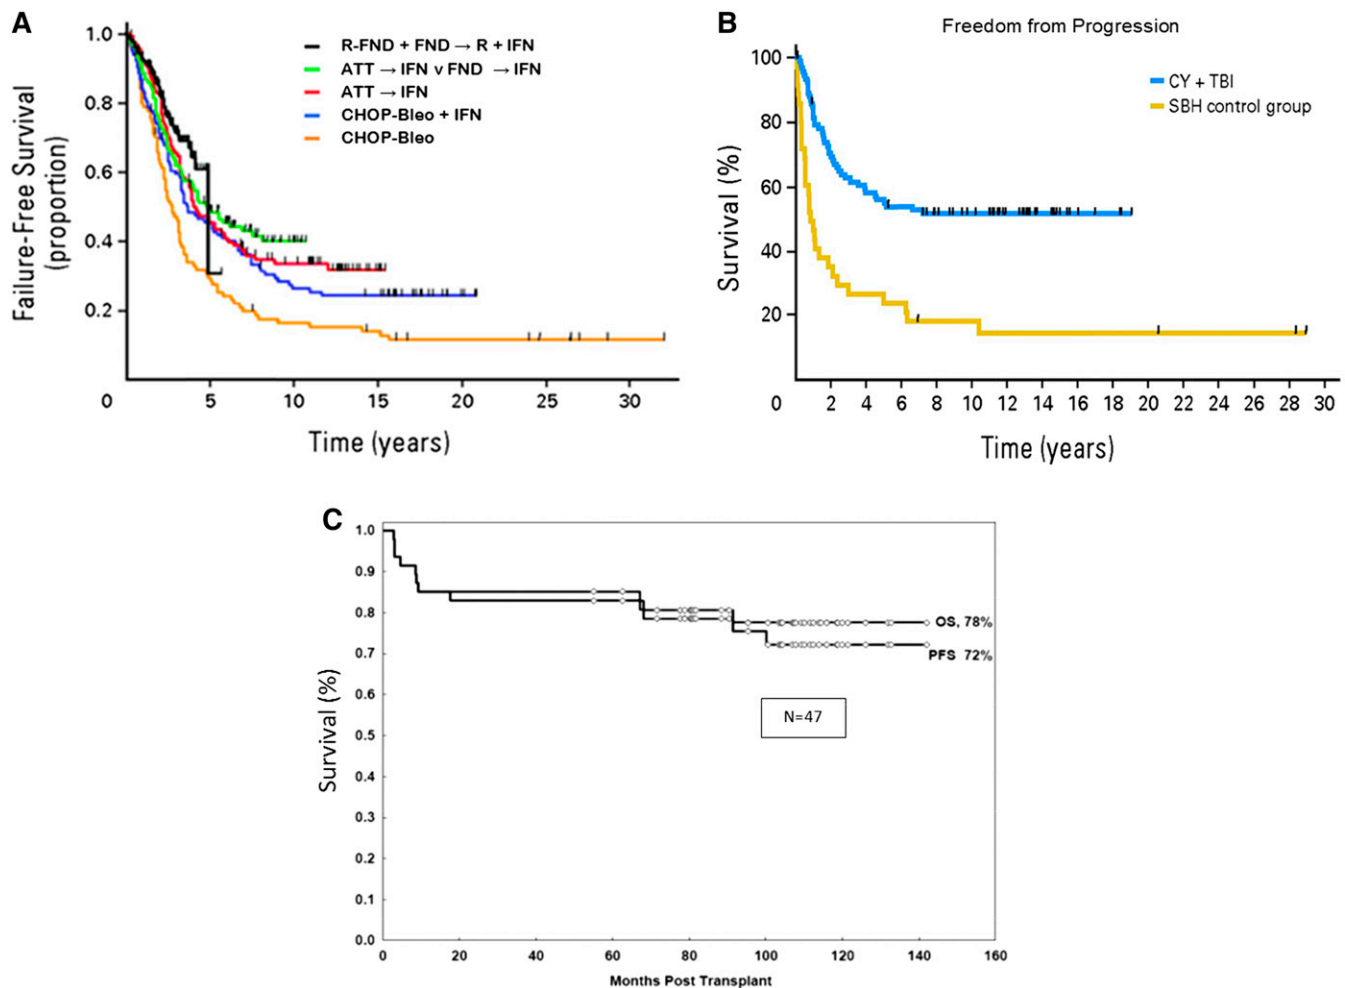 A
Failure-Free Survival
(proportion)
1.0
0.8
0.6
0.4
0.2
R-FND + FND → R + IFN
ATT → IFN v FND → IFN
ATT → IFN
CHOP-Bleo + IFN
CHOP-Bleo
0 5 10 15 20 25 30
Time (years)
B
Freedom from Progression
Survival (%)
100
80
60
40
20
CY + TBI
SBH control group
0 2 4 6 8 10 12 14 16 18 20 22 24 26 28 30
Time (years)
C
Survival (%)
1.0
0.9
0.8
0.7
0.6
0.5
0.4
0.3
0.2
0.1
0.0
OS, 78%
PFS 72%
N=47
0 20 40 60 80 100 120 140 160
Months Post Transplant